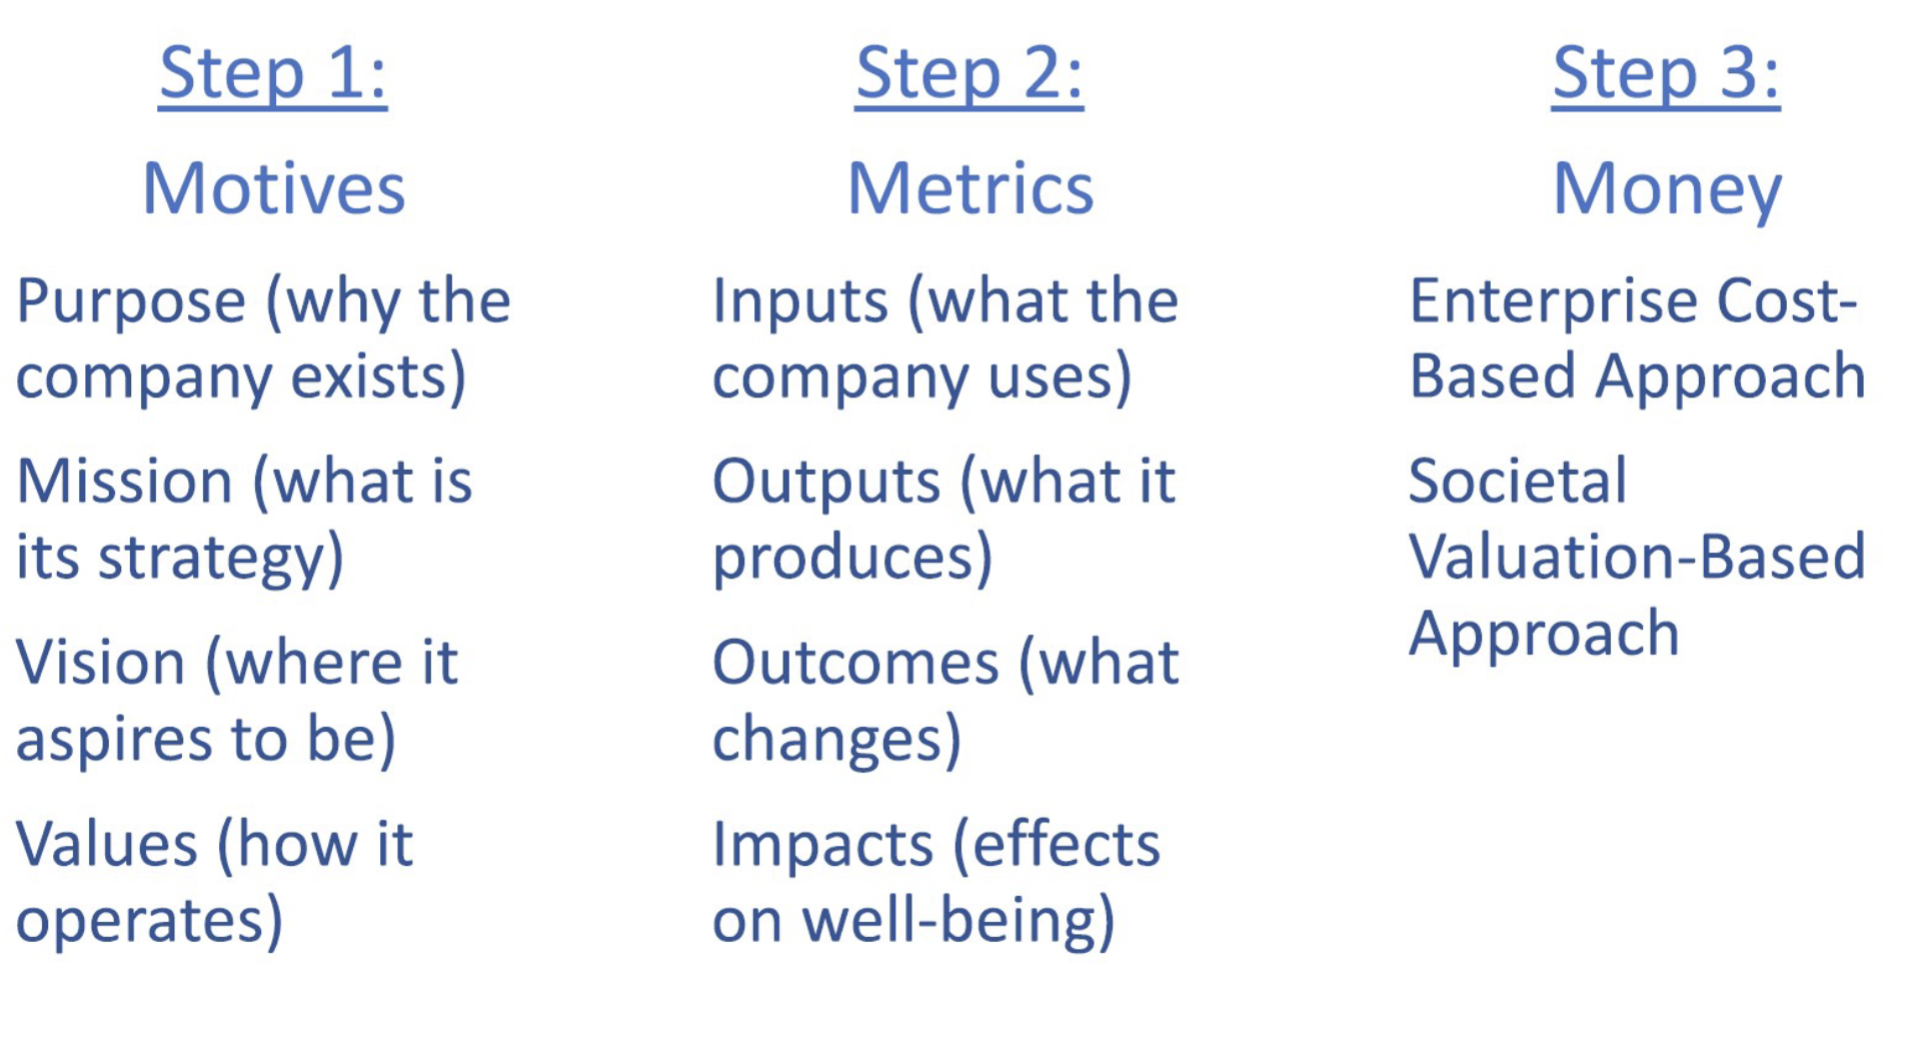 Step 1:
Motives
Purpose (why the
company exists)
Mission (what is
its strategy)
Vision (where it
aspires to be)
Values (how it
operates)
Step 2:
Metrics
Inputs (what the
company uses)
Outputs (what it
produces)
Outcomes (what
changes)
Impacts (effects
on well-being)
Step 3:
Money
Enterprise Cost-
Based Approach
Societal
Valuation-Based
Approach